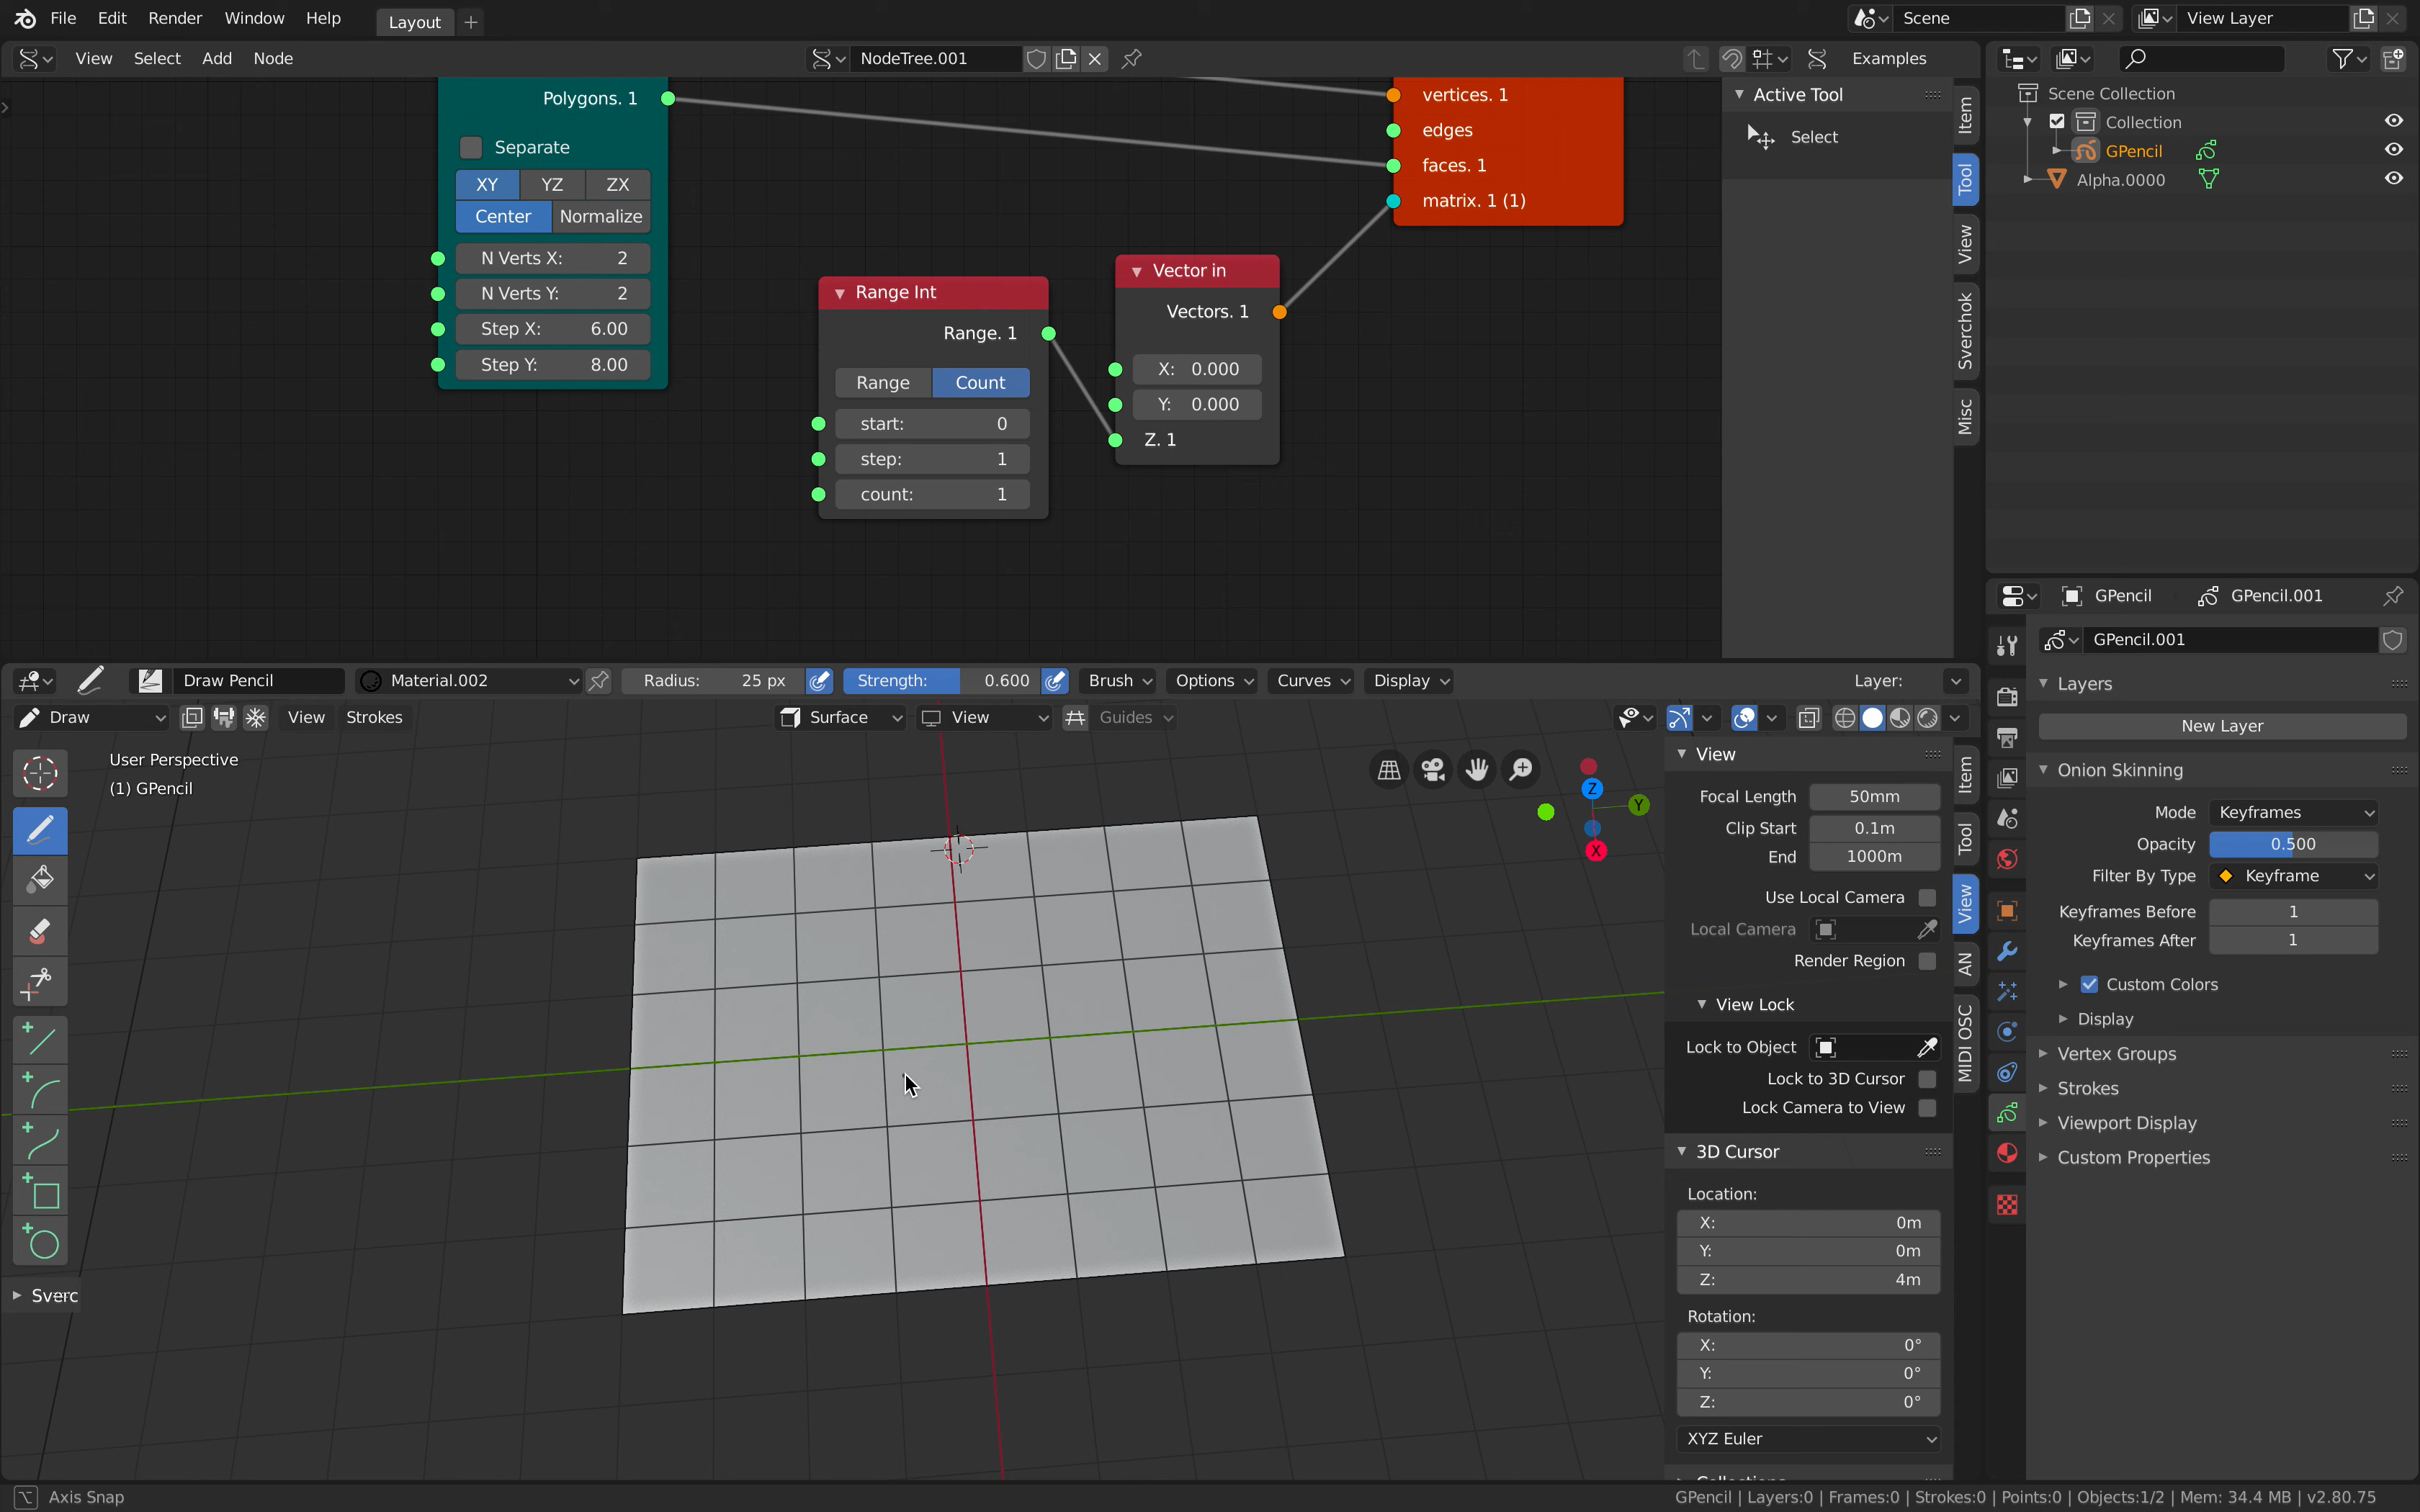 File Edit Render Window Help Layout Scene View Layer
View Select Add Node NodeTree.001 Examples
Polygons. 1
Separate
XY YZ ZX
Center Normalize
N Verts X: 2
N Verts Y: 2
Step X: 6.00
Step Y: 8.00
Range Int
Range. 1
Range Count
start: 0
step: 1
count: 1
Vector in
Vectors. 1
X: 0.000
Y: 0.000
Z. 1
vertices. 1
edges
faces. 1
matrix. 1 (1)
Active Tool
Select
Item
Tool
View
Sverchok
Misc
Scene Collection
Collection
GPencil
Alpha.0000
Draw Pencil Material.002 Radius: 25 px Strength: 0.600 Brush Options Curves Display Layer:
Draw View Strokes Surface View Guides
User Perspective
(1) GPencil
Sverc
Z
Y
X
View
Focal Length 50mm
Clip Start 0.1m
End 1000m
Use Local Camera
Local Camera
Render Region
View Lock
Lock to Object
Lock to 3D Cursor
Lock Camera to View
3D Cursor
Location:
X: 0m
Y: 0m
Z: 4m
Rotation:
X: 0°
Y: 0°
Z: 0°
XYZ Euler
Item
Tool
View
AN
MIDI OSC
GPencil GPencil.001
GPencil.001
Layers
New Layer
Onion Skinning
Mode Keyframes
Opacity 0.500
Filter By Type Keyframe
Keyframes Before 1
Keyframes After 1
Custom Colors
Display
Vertex Groups
Strokes
Viewport Display
Custom Properties
Axis Snap
GPencil | Layers:0 | Frames:0 | Strokes:0 | Points:0 | Objects:1/2 | Mem: 34.4 MB | v2.80.75